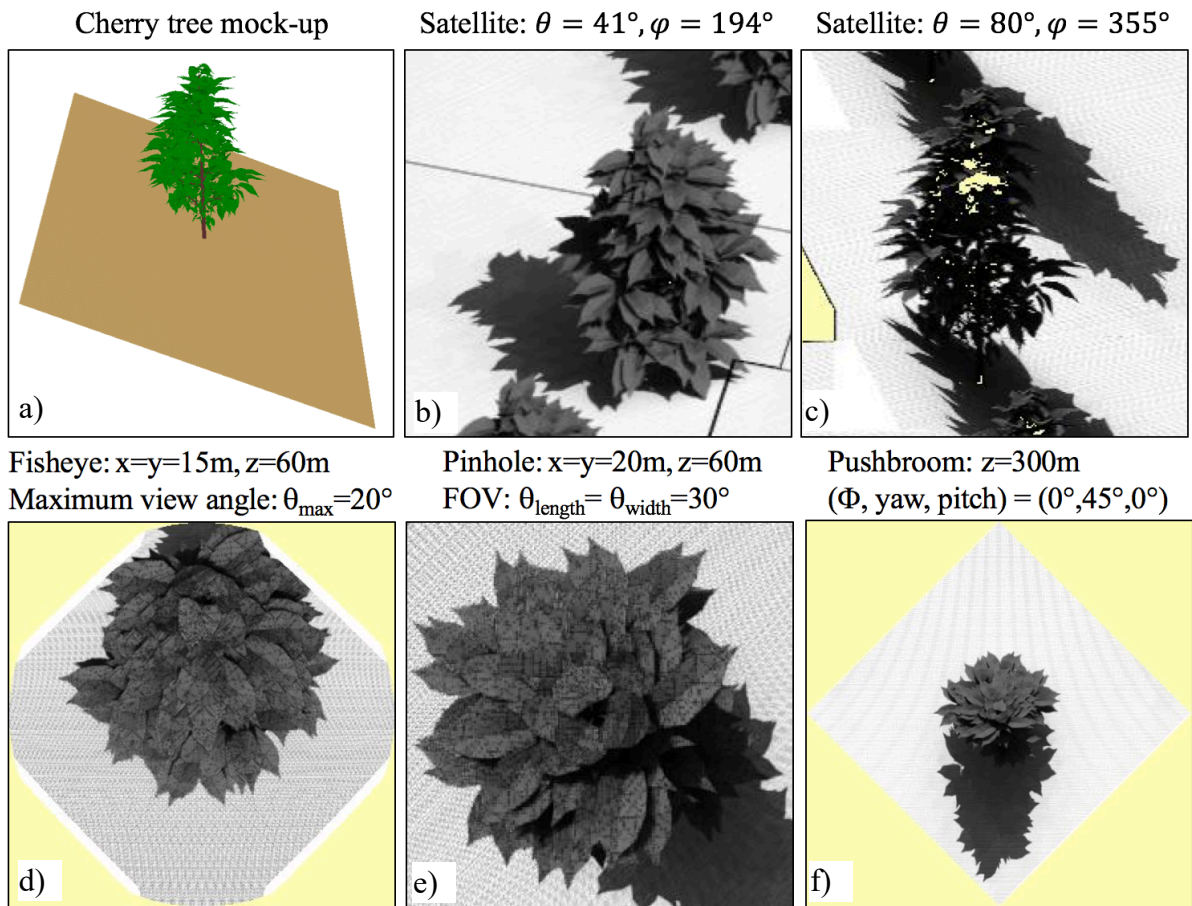 Cherry tree mock-up
Satellite: θ = 41°, φ = 194°
Satellite: θ = 80°, φ = 355°
a)
b)
c)
Fisheye: x=y=15m, z=60m
Maximum view angle: θmax=20°
Pinhole: x=y=20m, z=60m
FOV: θlength= θwidth=30°
Pushbroom: z=300m
(Φ, yaw, pitch) = (0°,45°,0°)
d)
e)
f)